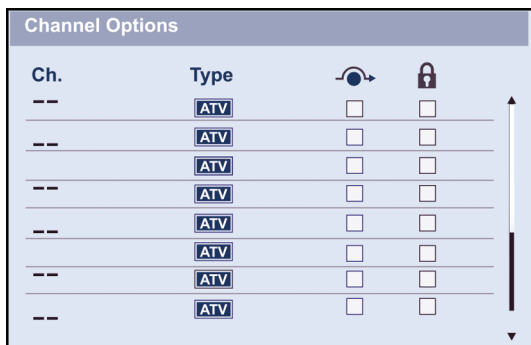 Channel Options
Ch. Type
-- ATV
-- ATV
ATV
-- ATV
-- ATV
ATV
-- ATV
-- ATV